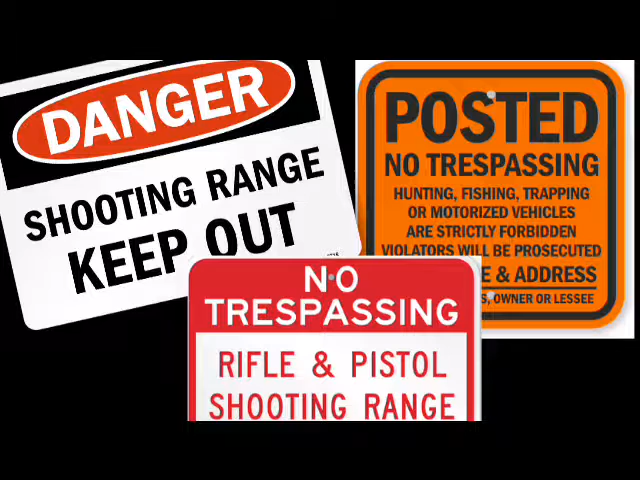 DANGER
SHOOTING RANGE
KEEP OUT
POSTED
NO TRESPASSING
HUNTING, FISHING, TRAPPING
OR MOTORIZED VEHICLES
ARE STRICTLY FORBIDDEN
VIOLATORS WILL BE PROSECUTED
& ADDRESS
OWNER OR LESSEE
NO
TRESPASSING
RIFLE & PISTOL
SHOOTING RANGE